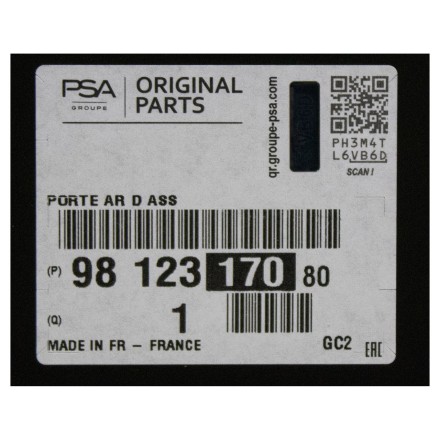 PSA
GROUPE
ORIGINAL
PARTS
qr.groupe-psa.com
PH3M4T
L6VB6D
SCAN!
PORTE AR D ASS
(P) 98 123 170 80
(Q) 1
MADE IN FR - FRANCE
GC2 EAC